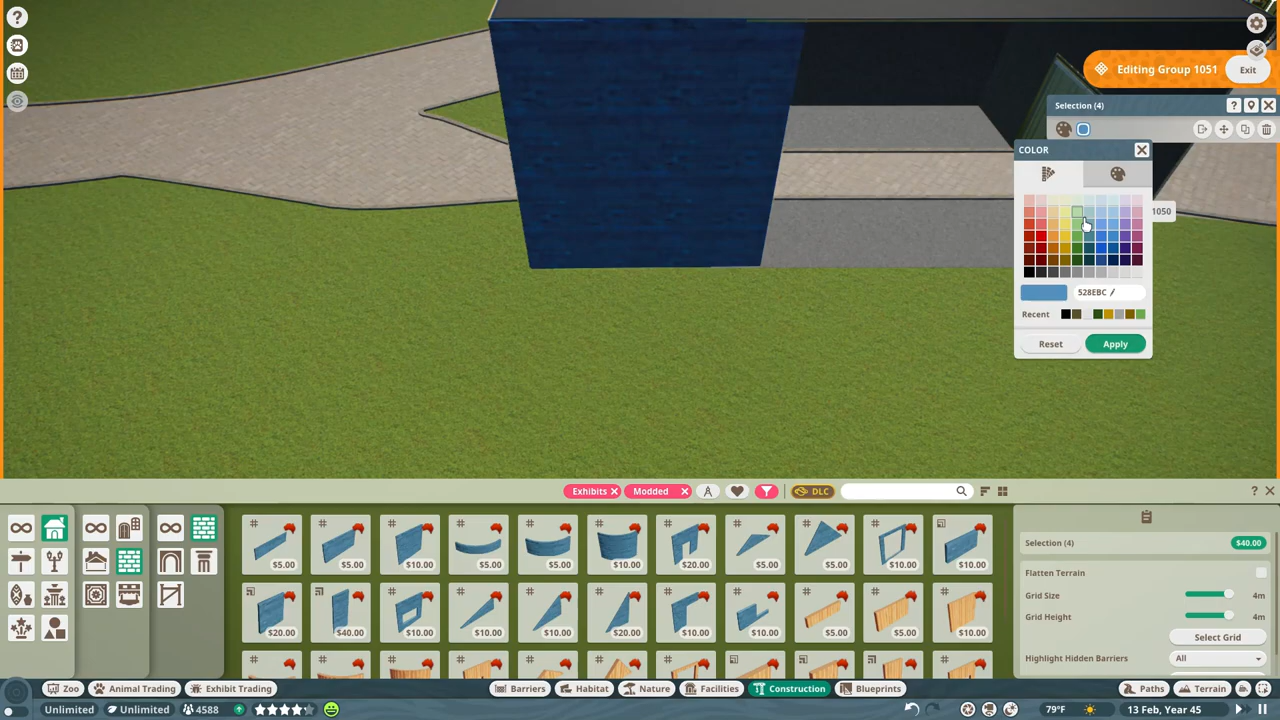 Editing Group 1051
Exit
Selection (4)
?
COLOR
1050
528EBC
Recent
Reset
Apply
Exhibits
Modded
DLC
?
$5.00
$5.00
$10.00
$5.00
$5.00
$10.00
$20.00
$5.00
$5.00
$10.00
$10.00
$20.00
$40.00
$10.00
$10.00
$10.00
$20.00
$10.00
$10.00
$5.00
$5.00
$10.00
Selection (4)
$40.00
Flatten Terrain
Grid Size
4m
Grid Height
4m
Select Grid
Highlight Hidden Barriers
All
Zoo
Animal Trading
Exhibit Trading
Barriers
Habitat
Nature
Facilities
Construction
Blueprints
Paths
Terrain
Unlimited
Unlimited
4588
79°F
13 Feb, Year 45